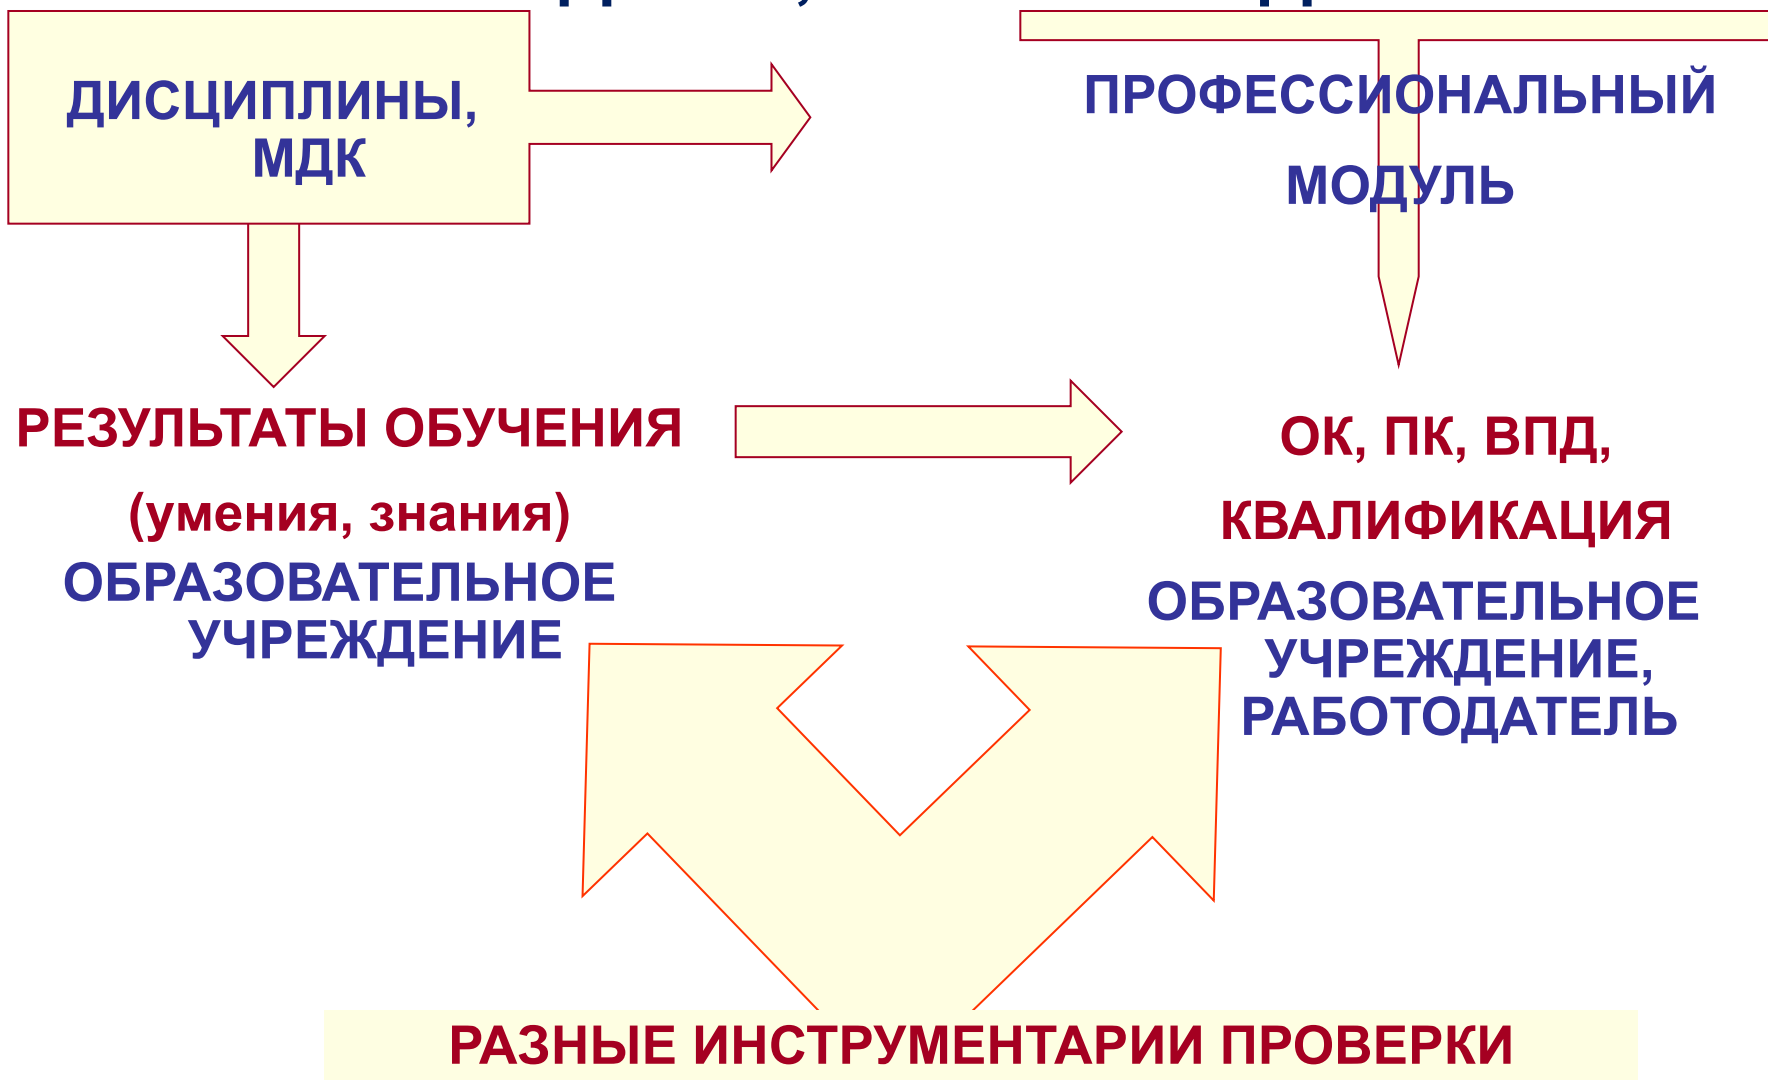 ДИСЦИПЛИНЫ,
МДК
ПРОФЕССИОНАЛЬНЫЙ
МОДУЛЬ
РЕЗУЛЬТАТЫ ОБУЧЕНИЯ
(умения, знания)
ОБРАЗОВАТЕЛЬНОЕ
УЧРЕЖДЕНИЕ
ОК, ПК, ВПД,
КВАЛИФИКАЦИЯ
ОБРАЗОВАТЕЛЬНОЕ
УЧРЕЖДЕНИЕ,
РАБОТОДАТЕЛЬ
РАЗНЫЕ ИНСТРУМЕНТАРИИ ПРОВЕРКИ